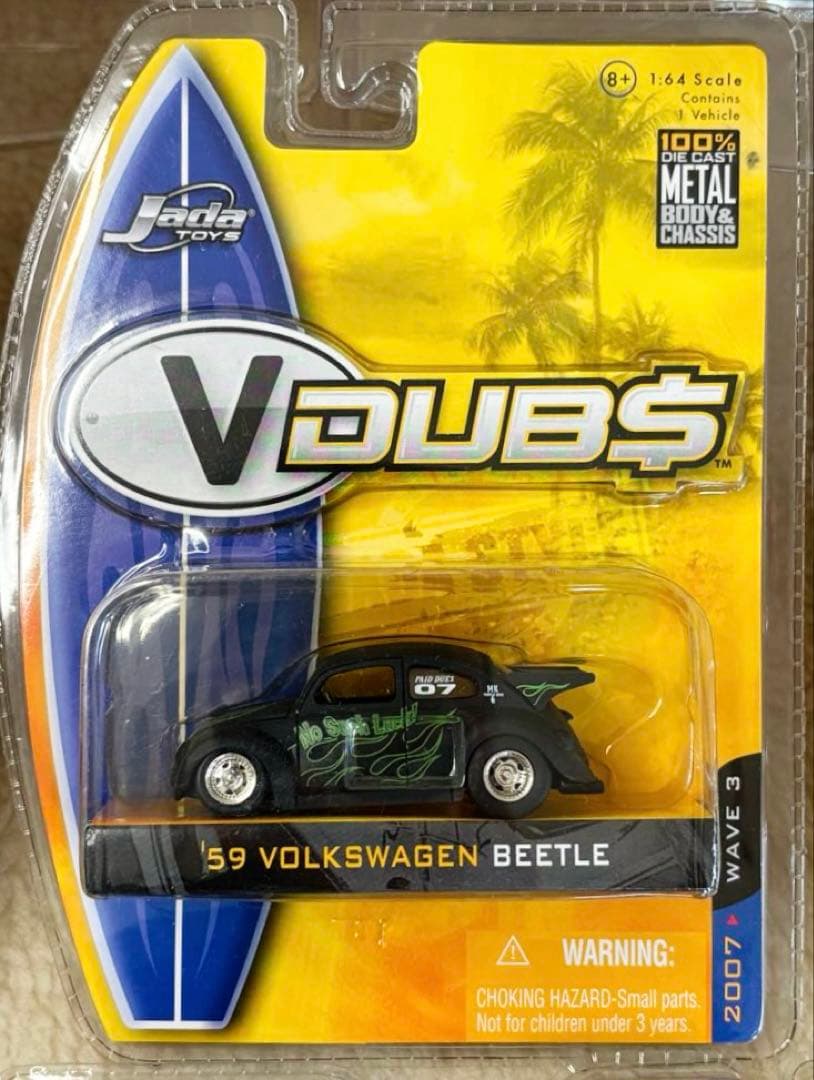 8+ 1:64 Scale
Contains
1 Vehicle
100%
DIE CAST
METAL
BODY&
CHASSIS
Jada®
TOYS
V DUB$™
PAID DUES
07
No Such Luck!
'59 VOLKSWAGEN BEETLE
2007 WAVE 3
WARNING:
CHOKING HAZARD-Small parts.
Not for children under 3 years.